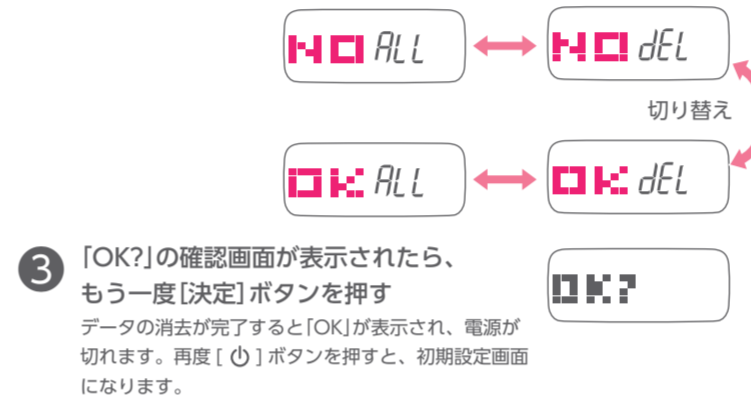 NO ALL NO dEL
切り替え
OK ALL OK dEL
3 「OK?」の確認画面が表示されたら、
もう一度[決定]ボタンを押す
OK?
データの消去が完了すると「OK」が表示され、電源が
切れます。再度 [ ⏻ ] ボタンを押すと、初期設定画面
になります。